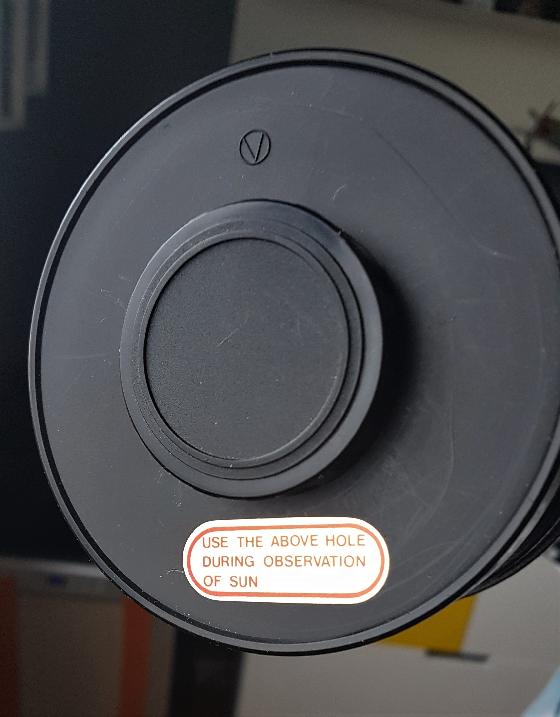 USE THE ABOVE HOLE
DURING OBSERVATION
OF SUN